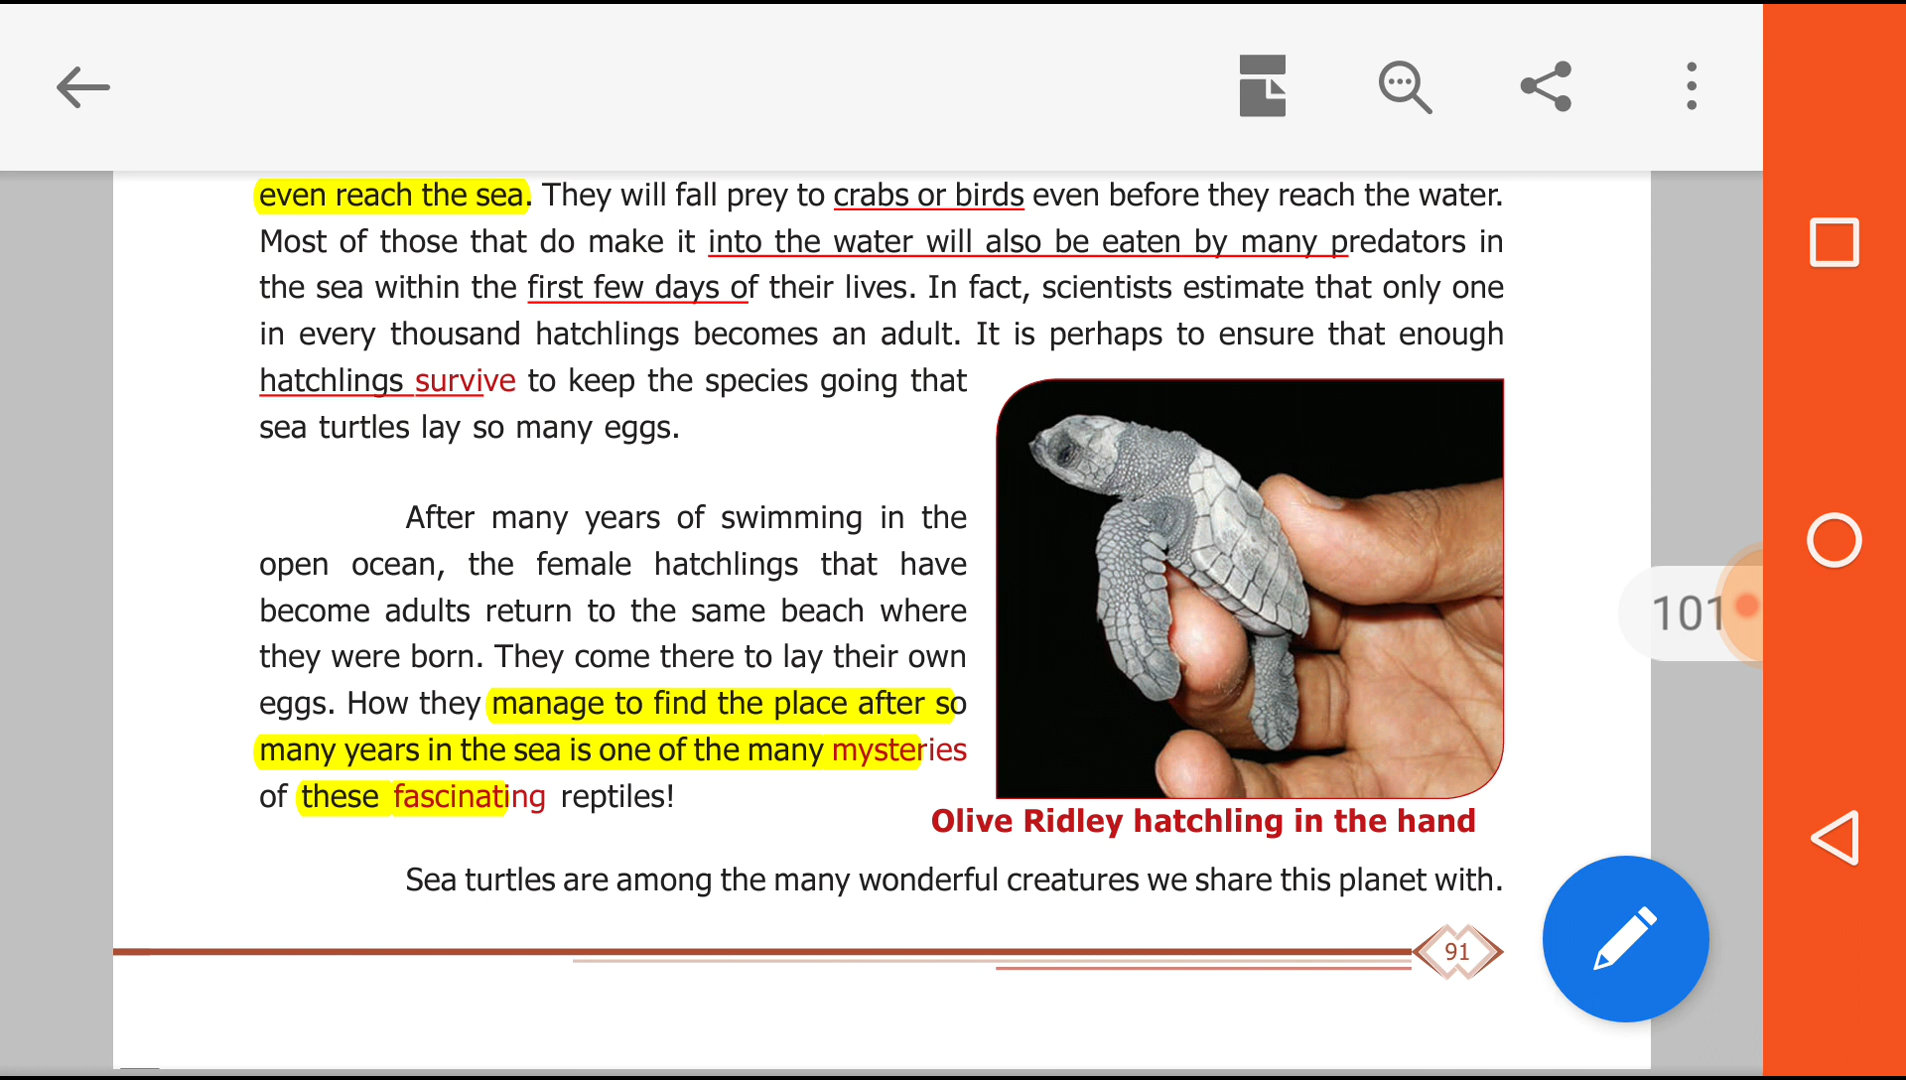 even reach the sea. They will fall prey to crabs or birds even before they reach the water.
Most of those that do make it into the water will also be eaten by many predators in
the sea within the first few days of their lives. In fact, scientists estimate that only one
in every thousand hatchlings becomes an adult. It is perhaps to ensure that enough
hatchlings survive to keep the species going that
sea turtles lay so many eggs.
After many years of swimming in the
open ocean, the female hatchlings that have
become adults return to the same beach where
they were born. They come there to lay their own
eggs. How they manage to find the place after so
many years in the sea is one of the many mysteries
of these fascinating reptiles!
Olive Ridley hatchling in the hand
Sea turtles are among the many wonderful creatures we share this planet with.
91
101